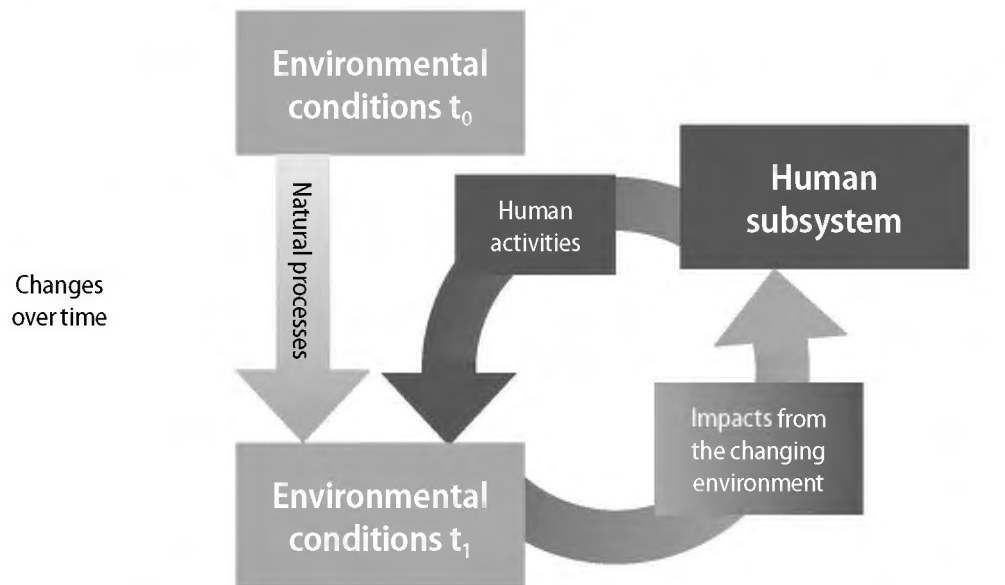 Environmental
conditions t₀
Human
subsystem
Natural processes
Human
activities
Changes
over time
Impacts from
the changing
environment
Environmental
conditions t₁